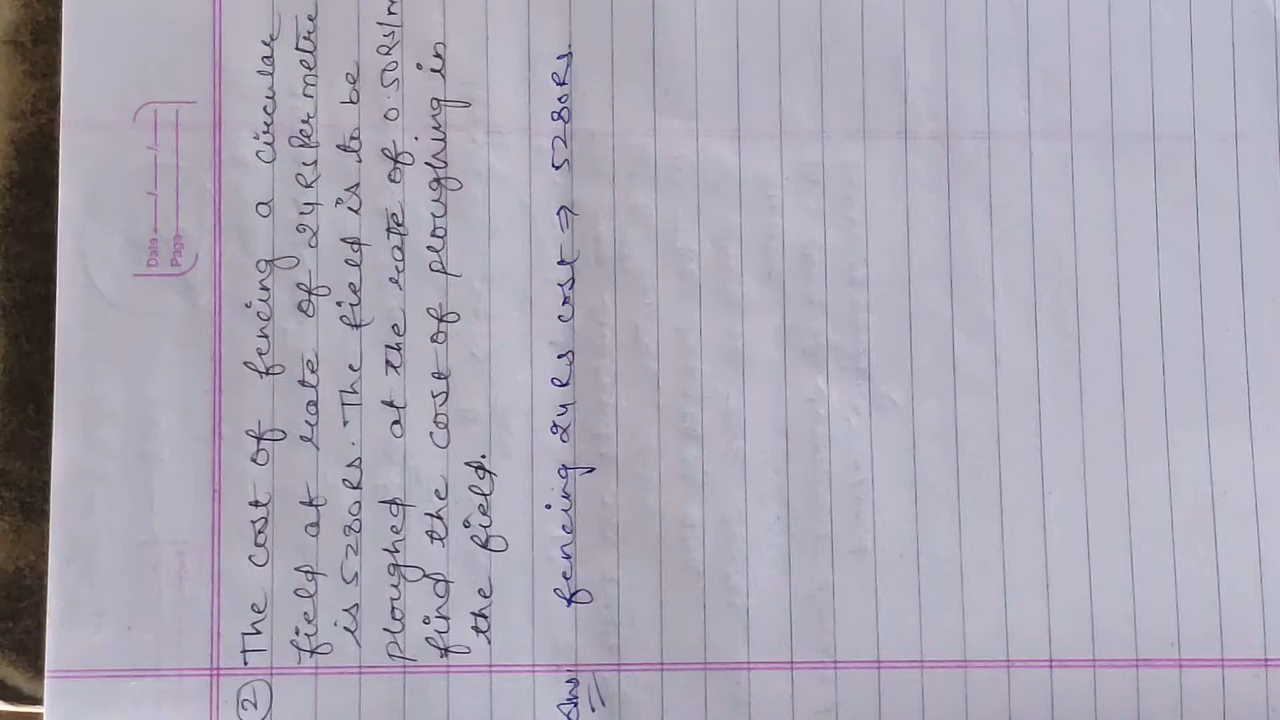 Date
Page
② The cost of fencing a circular
field at rate of 24 Rs Per metre
is 5280 Rs. The field is to be
ploughed at the rate of 0.50 Rs/m
find the cost of ploughing in
the field.
Ans fencing 24 Rs cost ⇒ 5280 Rs.